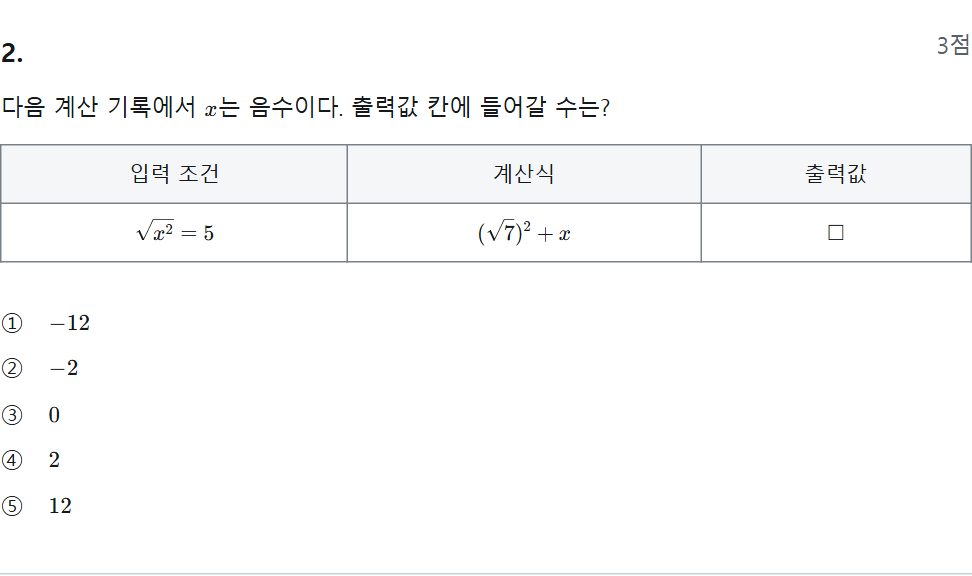 3점
2.
다음 계산 기록에서 x는 음수이다. 출력값 칸에 들어갈 수는?
입력 조건 계산식 출력값
√x² = 5 (√7)² + x □
① −12
② −2
③ 0
④ 2
⑤ 12